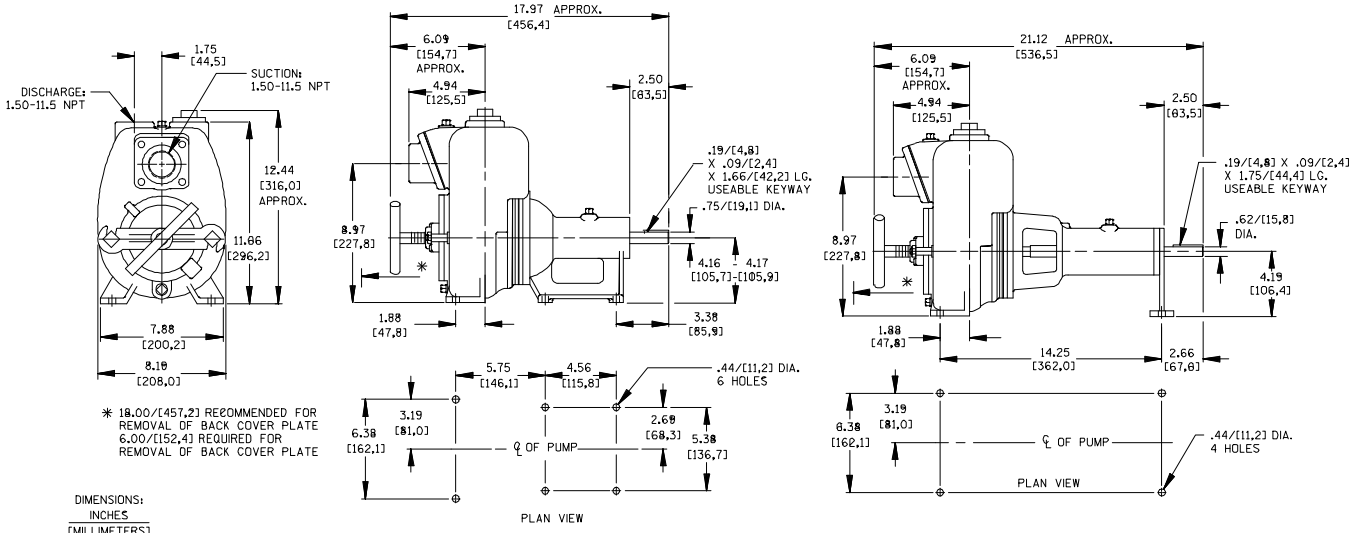 1.75
[44,5]
SUCTION:
1.50-11.5 NPT
DISCHARGE:
1.50-11.5 NPT
12.44
[316,0]
APPROX.
11.66
[296,2]
7.88
[200,2]
8.19
[208,0]
* 18.00/[457,2] RECOMMENDED FOR
REMOVAL OF BACK COVER PLATE
6.00/[152,4] REQUIRED FOR
REMOVAL OF BACK COVER PLATE
DIMENSIONS:
INCHES
[MILLIMETERS]
17.97 APPROX.
[456,4]
6.09
[154,7]
APPROX.
4.94
[125,5]
2.50
[63,5]
.19/[4,8]
X .09/[2,4]
X 1.66/[42,2] LG.
USEABLE KEYWAY
.75/[19,1] DIA.
8.97
[227,8]
*
4.16 - 4.17
[105,7]-[105,9]
1.88
[47,8]
3.38
[85,9]
5.75
[146,1]
4.56
[115,8]
.44/[11,2] DIA.
6 HOLES
3.19
[81,0]
6.38
[162,1]
2.69
[68,3]
5.38
[136,7]
℄ OF PUMP
PLAN VIEW
21.12 APPROX.
[536,5]
6.09
[154,7]
APPROX.
4.94
[125,5]
2.50
[63,5]
.19/[4,8] X .09/[2,4]
X 1.75/[44,4] LG.
USEABLE KEYWAY
.62/[15,8]
DIA.
8.97
[227,8]
*
4.19
[106,4]
1.88
[47,8]
14.25
[362,0]
2.66
[67,6]
3.19
[81,0]
6.38
[162,1]
℄ OF PUMP
.44/[11,2] DIA.
4 HOLES
PLAN VIEW